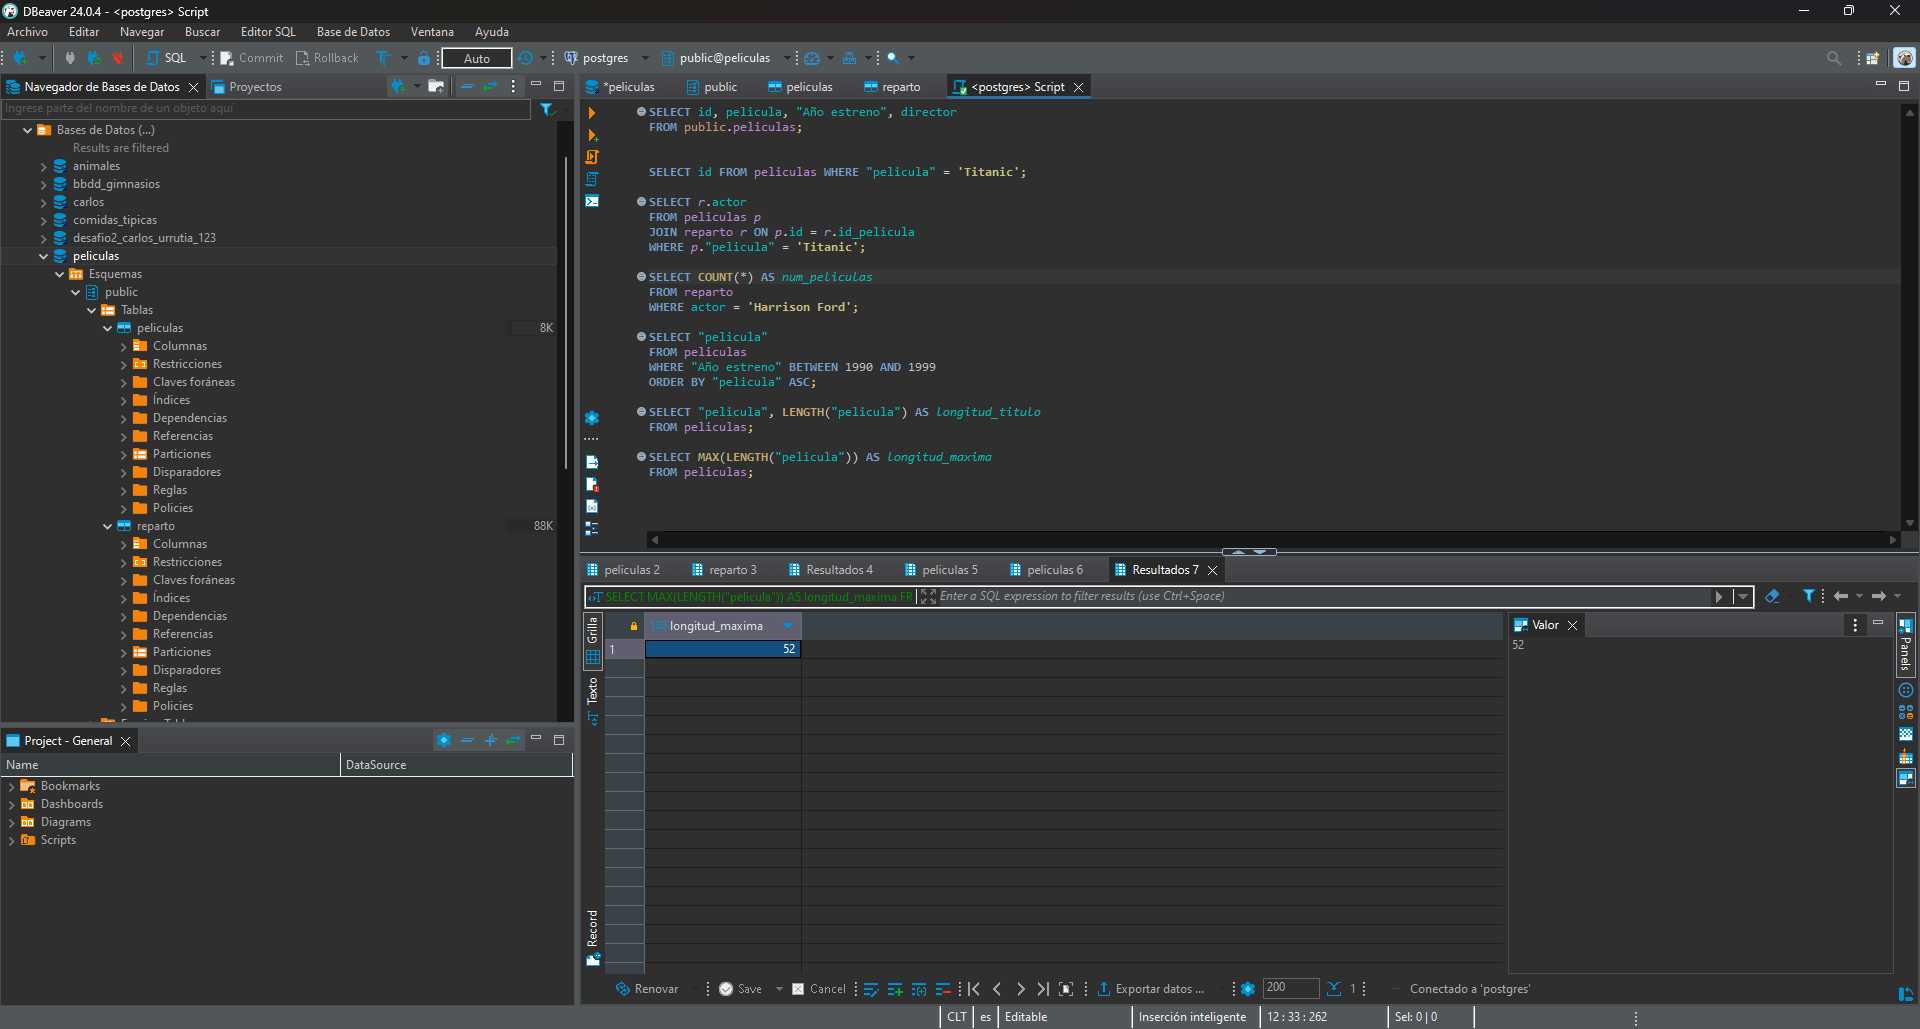 DBeaver 24.0.4 - <postgres> Script
Archivo Editar Navegar Buscar Editor SQL Base de Datos Ventana Ayuda
SQL Commit Rollback Auto postgres public@peliculas
Navegador de Bases de Datos Proyectos
Ingrese parte del nombre de un objeto aquí
Bases de Datos (...)
Results are filtered
animales
bbdd_gimnasios
carlos
comidas_tipicas
desafio2_carlos_urrutia_123
peliculas
Esquemas
public
Tablas
peliculas 8K
Columnas
Restricciones
Claves foráneas
Índices
Dependencias
Referencias
Particiones
Disparadores
Reglas
Policies
reparto 88K
Columnas
Restricciones
Claves foráneas
Índices
Dependencias
Referencias
Particiones
Disparadores
Reglas
Policies
Project - General
Name DataSource
Bookmarks
Dashboards
Diagrams
Scripts
*peliculas public peliculas reparto <postgres> Script
SELECT id, pelicula, "Año estreno", director
FROM public.peliculas;
SELECT id FROM peliculas WHERE "pelicula" = 'Titanic';
SELECT r.actor
FROM peliculas p
JOIN reparto r ON p.id = r.id_pelicula
WHERE p."pelicula" = 'Titanic';
SELECT COUNT(*) AS num_peliculas
FROM reparto
WHERE actor = 'Harrison Ford';
SELECT "pelicula"
FROM peliculas
WHERE "Año estreno" BETWEEN 1990 AND 1999
ORDER BY "pelicula" ASC;
SELECT "pelicula", LENGTH("pelicula") AS longitud_titulo
FROM peliculas;
SELECT MAX(LENGTH("pelicula")) AS longitud_maxima
FROM peliculas;
peliculas 2 reparto 3 Resultados 4 peliculas 5 peliculas 6 Resultados 7
SELECT MAX(LENGTH("pelicula")) AS longitud_maxima FR Enter a SQL expression to filter results (use Ctrl+Space)
Grilla
Texto
Record
123 longitud_maxima
1 52
Valor
52
Panels
Renovar Save Cancel Exportar datos ... 200 1 Conectado a 'postgres'
CLT es Editable Inserción inteligente 12 : 33 : 262 Sel: 0 | 0